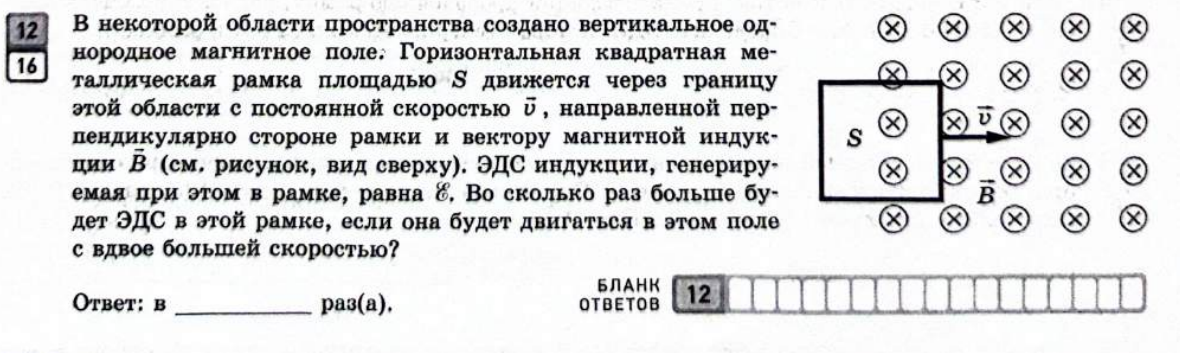 12
16
В некоторой области пространства создано вертикальное од-
нородное магнитное поле. Горизонтальная квадратная ме-
таллическая рамка площадью S движется через границу
этой области с постоянной скоростью v⃗, направленной пер-
пендикулярно стороне рамки и вектору магнитной индук-
ции B⃗ (см. рисунок, вид сверху). ЭДС индукции, генерируе-
мая при этом в рамке, равна ℰ. Во сколько раз больше бу-
дет ЭДС в этой рамке, если она будет двигаться в этом поле
с вдвое большей скоростью?
S
v⃗
B⃗
Ответ: в ____________ раз(а).
БЛАНК
ОТВЕТОВ
12